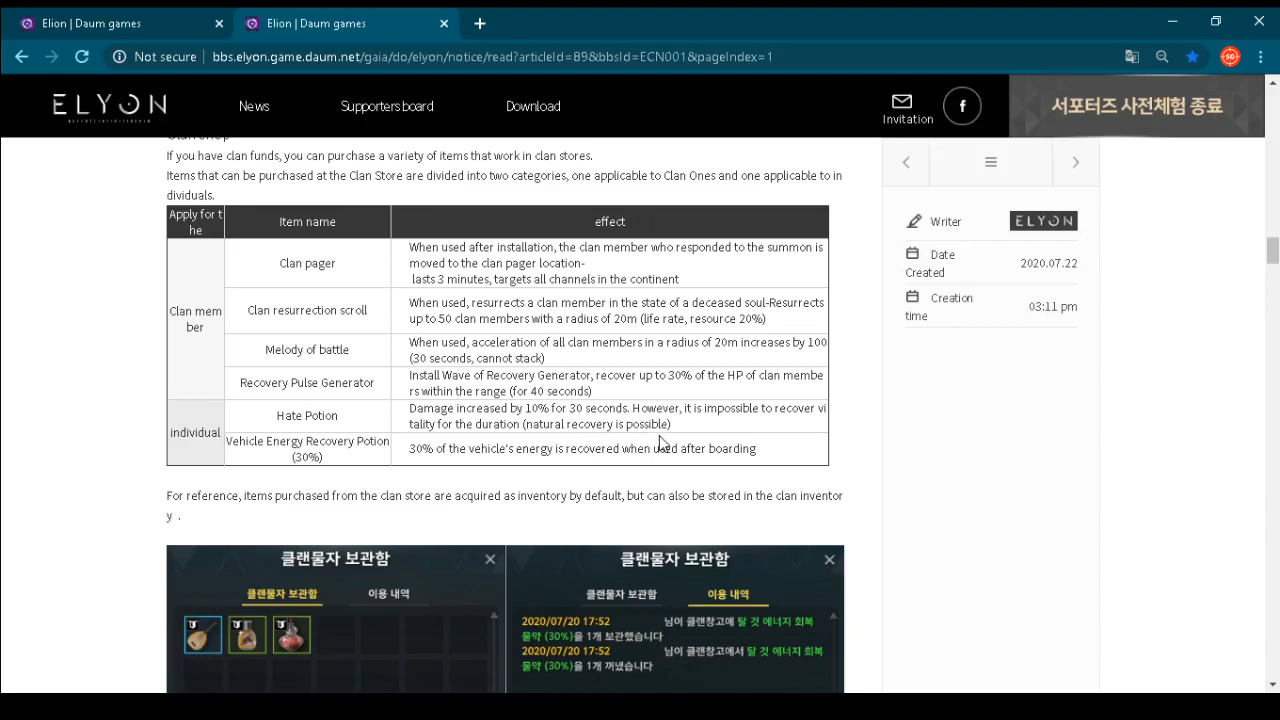 Elion | Daum games
Elion | Daum games
Not secure
bbs.elyon.game.daum.net/gaia/do/elyon/notice/read?articleId=89&bbsId=ECN001&pageIndex=1
ELYON
News
Supporters board
Download
Invitation
f
서포터즈 사전체험 종료
If you have clan funds, you can purchase a variety of items that work in clan stores.
Items that can be purchased at the Clan Store are divided into two categories, one applicable to Clan Ones and one applicable to in
dividuals.
Apply for t
he
Item name
effect
Clan mem
ber
Clan pager
When used after installation, the clan member who responded to the summon is
moved to the clan pager location-
lasts 3 minutes, targets all channels in the continent
Clan resurrection scroll
When used, resurrects a clan member in the state of a deceased soul-Resurrects
up to 50 clan members with a radius of 20m (life rate, resource 20%)
Melody of battle
When used, acceleration of all clan members in a radius of 20m increases by 100
(30 seconds, cannot stack)
Recovery Pulse Generator
Install Wave of Recovery Generator, recover up to 30% of the HP of clan membe
rs within the range (for 40 seconds)
individual
Hate Potion
Damage increased by 10% for 30 seconds. However, it is impossible to recover vi
tality for the duration (natural recovery is possible)
Vehicle Energy Recovery Potion
(30%)
30% of the vehicle's energy is recovered when used after boarding
For reference, items purchased from the clan store are acquired as inventory by default, but can also be stored in the clan inventor
y .
클랜물자 보관함
클랜물자 보관함
이용 내역
클랜물자 보관함
클랜물자 보관함
이용 내역
2020/07/20 17:52 님이 클랜창고에 탈 것 에너지 회복
물약 (30%)을 1개 보관했습니다
2020/07/20 17:52 님이 클랜창고에서 탈 것 에너지 회복
물약 (30%)을 1개 꺼냈습니다
Writer
ELYON
Date
Created
2020.07.22
Creation
time
03:11 pm